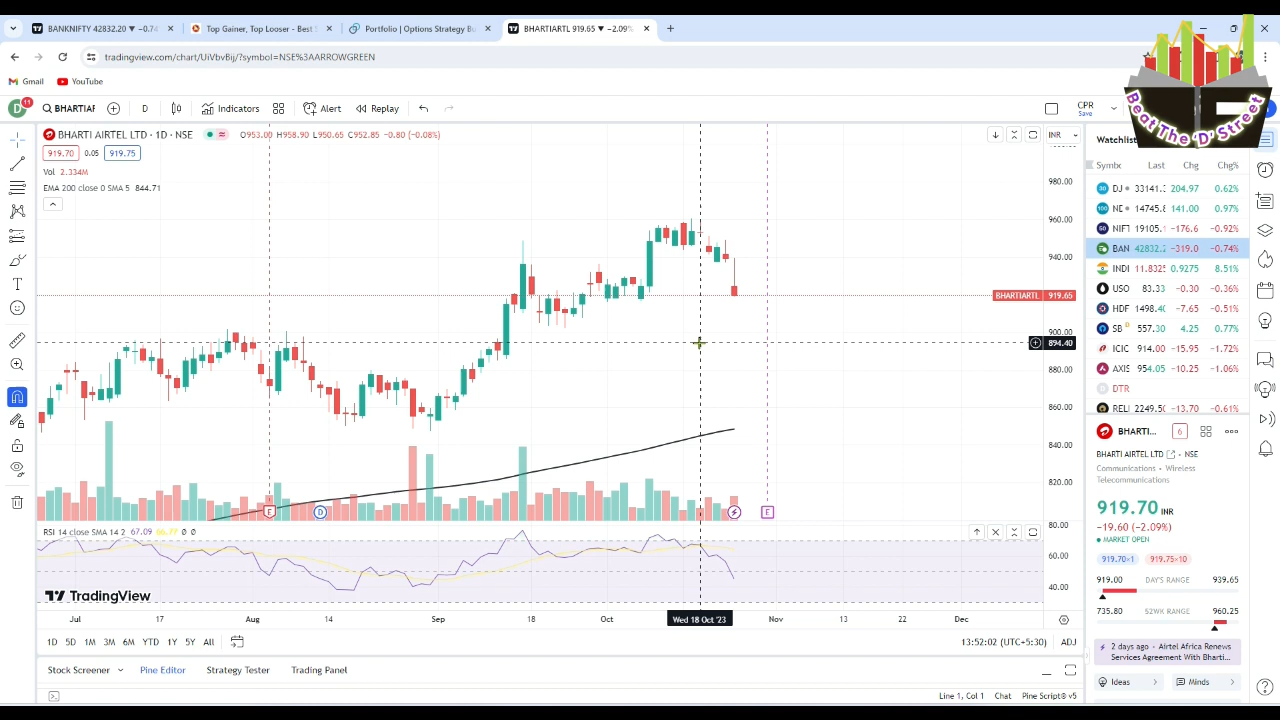 BANKNIFTY 42832.20 ▼ −0.74%
Top Gainer, Top Looser - Best S
Portfolio | Options Strategy Bu
BHARTIARTL 919.65 ▼ −2.09%
tradingview.com/chart/UiVbvBij/?symbol=NSE%3AARROWGREEN
Gmail
YouTube
Beat The 'D' Street
D 11
BHARTIAR
D
Indicators
Alert
Replay
CPR
Save
BHARTI AIRTEL LTD · 1D · NSE
O953.00 H958.90 L950.65 C952.85 −0.80 (−0.08%)
INR
919.70 0.05 919.75
Vol 2.334M
EMA 200 close 0 SMA 5 844.71
980.00
960.00
940.00
BHARTIARTL 919.65
900.00
894.40
880.00
860.00
840.00
820.00
E
D
E
RSI 14 close SMA 14 2 67.09 66.77 Ø Ø
80.00
60.00
40.00
TradingView
Jul 17 Aug 14 Sep 18 Oct Wed 18 Oct '23 Nov 13 22 Dec
1D 5D 1M 3M 6M YTD 1Y 5Y All
13:52:02 (UTC+5:30) ADJ
Stock Screener
Pine Editor
Strategy Tester
Trading Panel
Line 1, Col 1 Chat Pine Script® v5
Watchlist
Symbc Last Chg Chg%
DJ 33141.3 204.97 0.62%
NE 14745.8 141.00 0.97%
NIFT 19105.1 −176.6 −0.92%
BAN 42832.2 −319.0 −0.74%
INDI 11.8325 0.9275 8.51%
USO 83.33 −0.30 −0.36%
HDF 1498.40 −7.65 −0.51%
SB D 557.30 4.25 0.77%
ICIC 914.00 −15.95 −1.72%
AXIS 954.05 −10.25 −1.06%
D DTR
RELI 2249.50 −13.70 −0.61%
BHARTI... 6
BHARTI AIRTEL LTD · NSE
Communications • Wireless
Telecommunications
919.70 INR
−19.60 (−2.09%)
MARKET OPEN
919.70×1 919.75×10
919.00 DAY'S RANGE 939.65
735.80 52WK RANGE 960.25
2 days ago • Airtel Africa Renews
Services Agreement With Bharti...
Ideas
Minds